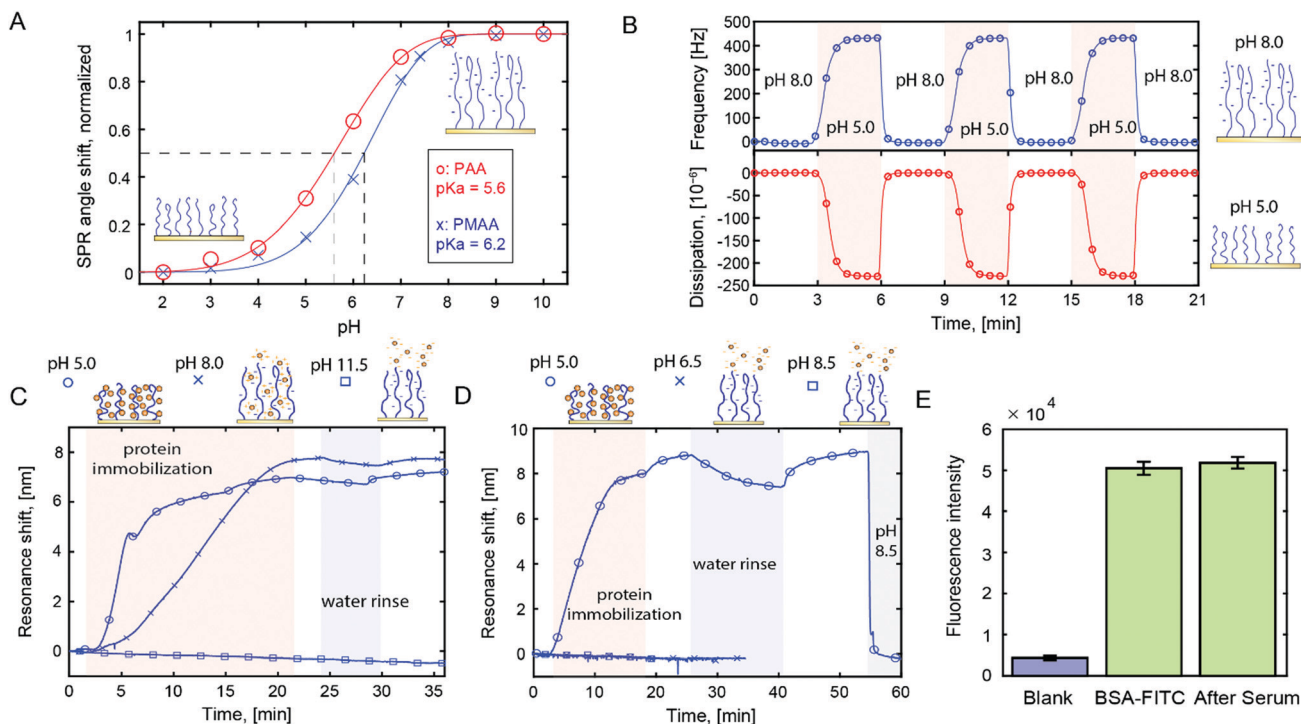 A
SPR angle shift, normalized
1
0.8
0.6
0.4
0.2
0
2 3 4 5 6 7 8 9 10
pH
o: PAA
pKa = 5.6
x: PMAA
pKa = 6.2
B
Frequency [Hz]
500
400
300
200
100
0
pH 8.0 pH 8.0 pH 8.0 pH 8.0
pH 5.0 pH 5.0 pH 5.0
pH 8.0
Dissipation, [10⁻⁶]
0
-50
-100
-150
-200
-250
0 3 6 9 12 15 18 21
Time, [min]
pH 5.0
C
pH 5.0 pH 8.0 pH 11.5
Resonance shift, [nm]
8
6
4
2
0
protein
immobilization
water rinse
0 5 10 15 20 25 30 35
Time, [min]
D
pH 5.0 pH 6.5 pH 8.5
Resonance shift, [nm]
10
8
6
4
2
0
protein
immobilization
water rinse
pH
8.5
0 10 20 30 40 50 60
Time, [min]
E
× 10⁴
Fluorescence intensity
6
5
4
3
2
1
0
Blank BSA-FITC After Serum